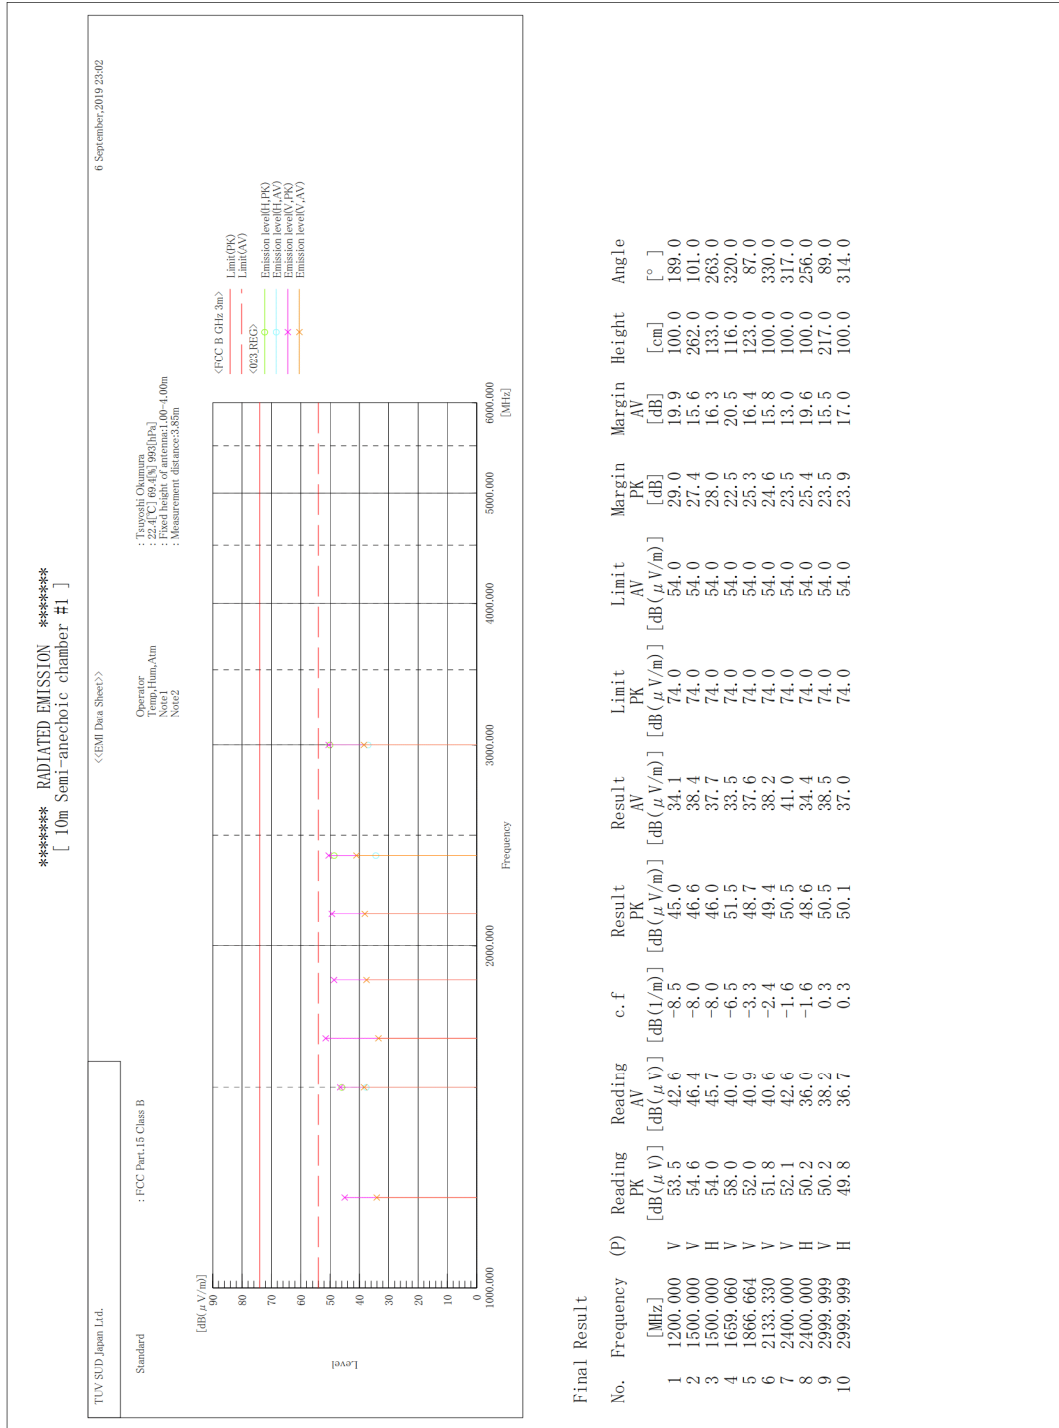 ******* RADIATED EMISSION *******
[ 10m Semi-anechoic chamber #1 ]
TUV SUD Japan Ltd.
<<EMI Data Sheet>>
6 September,2019 23:02
Standard : FCC Part.15 Class B
Operator : Tsuyoshi Okumura
Temp,Hum,Atm : 22.4[℃] 69.4[%] 993[hPa]
Note1 : Fixed height of antenna:1.00-4.00m
Note2 : Measurement distance:3.85m
<FCC B GHz 3m>
Limit(PK)
Limit(AV)
<023_REG>
Emission level(H,PK)
Emission level(H,AV)
Emission level(V,PK)
Emission level(V,AV)
[dB(μV/m)]
90
80
70
60
50
40
30
20
10
0
Level
1000.000 2000.000 3000.000 4000.000 5000.000 6000.000
[MHz]
Frequency
Final Result
No. Frequency (P) Reading Reading c.f Result Result Limit Limit Margin Margin Height Angle
PK AV PK AV PK AV PK AV
[MHz] [dB(μV)] [dB(μV)] [dB(1/m)] [dB(μV/m)] [dB(μV/m)] [dB(μV/m)] [dB(μV/m)] [dB] [dB] [cm] [°]
1 1200.000 V 53.5 42.6 -8.5 45.0 34.1 74.0 54.0 29.0 19.9 100.0 189.0
2 1500.000 V 54.6 46.4 -8.0 46.6 38.4 74.0 54.0 27.4 15.6 262.0 101.0
3 1500.000 H 54.0 45.7 -8.0 46.0 37.7 74.0 54.0 28.0 16.3 133.0 263.0
4 1659.060 V 58.0 40.0 -6.5 51.5 33.5 74.0 54.0 22.5 20.5 116.0 320.0
5 1866.664 V 52.0 40.9 -3.3 48.7 37.6 74.0 54.0 25.3 16.4 123.0 87.0
6 2133.330 V 51.8 40.6 -2.4 49.4 38.2 74.0 54.0 24.6 15.8 100.0 330.0
7 2400.000 V 52.1 42.6 -1.6 50.5 41.0 74.0 54.0 23.5 13.0 100.0 317.0
8 2400.000 H 50.2 36.0 -1.6 48.6 34.4 74.0 54.0 25.4 19.6 100.0 256.0
9 2999.999 V 50.2 38.2 0.3 50.5 38.5 74.0 54.0 23.5 15.5 217.0 89.0
10 2999.999 H 49.8 36.7 0.3 50.1 37.0 74.0 54.0 23.9 17.0 100.0 314.0